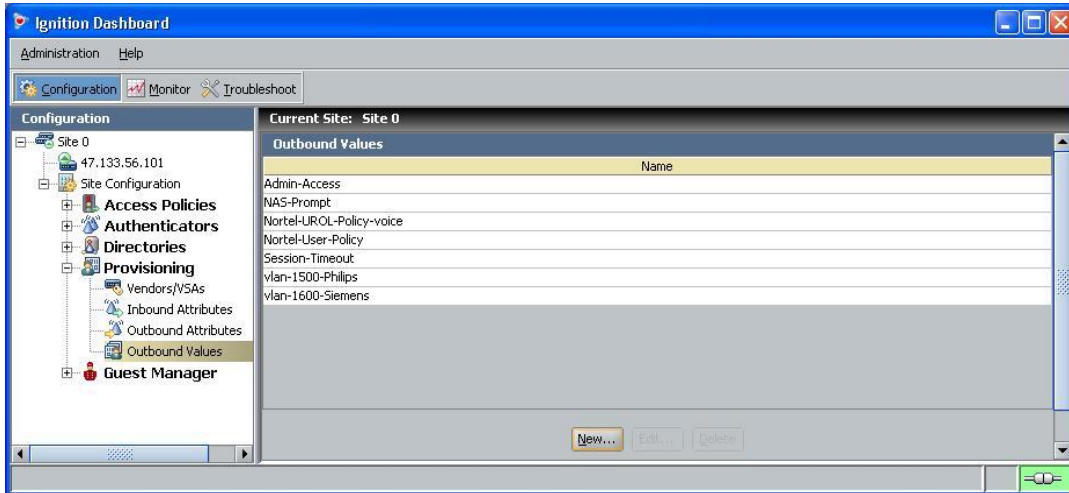 Ignition Dashboard
Administration Help
Configuration Monitor Troubleshoot
Configuration
Site 0
47.133.56.101
Site Configuration
Access Policies
Authenticators
Directories
Provisioning
Vendors/VSAs
Inbound Attributes
Outbound Attributes
Outbound Values
Guest Manager
Current Site: Site 0
Outbound Values
Name
Admin-Access
NAS-Prompt
Nortel-UROL-Policy-voice
Nortel-User-Policy
Session-Timeout
vlan-1500-Philips
vlan-1600-Siemens
New... Edit... Delete